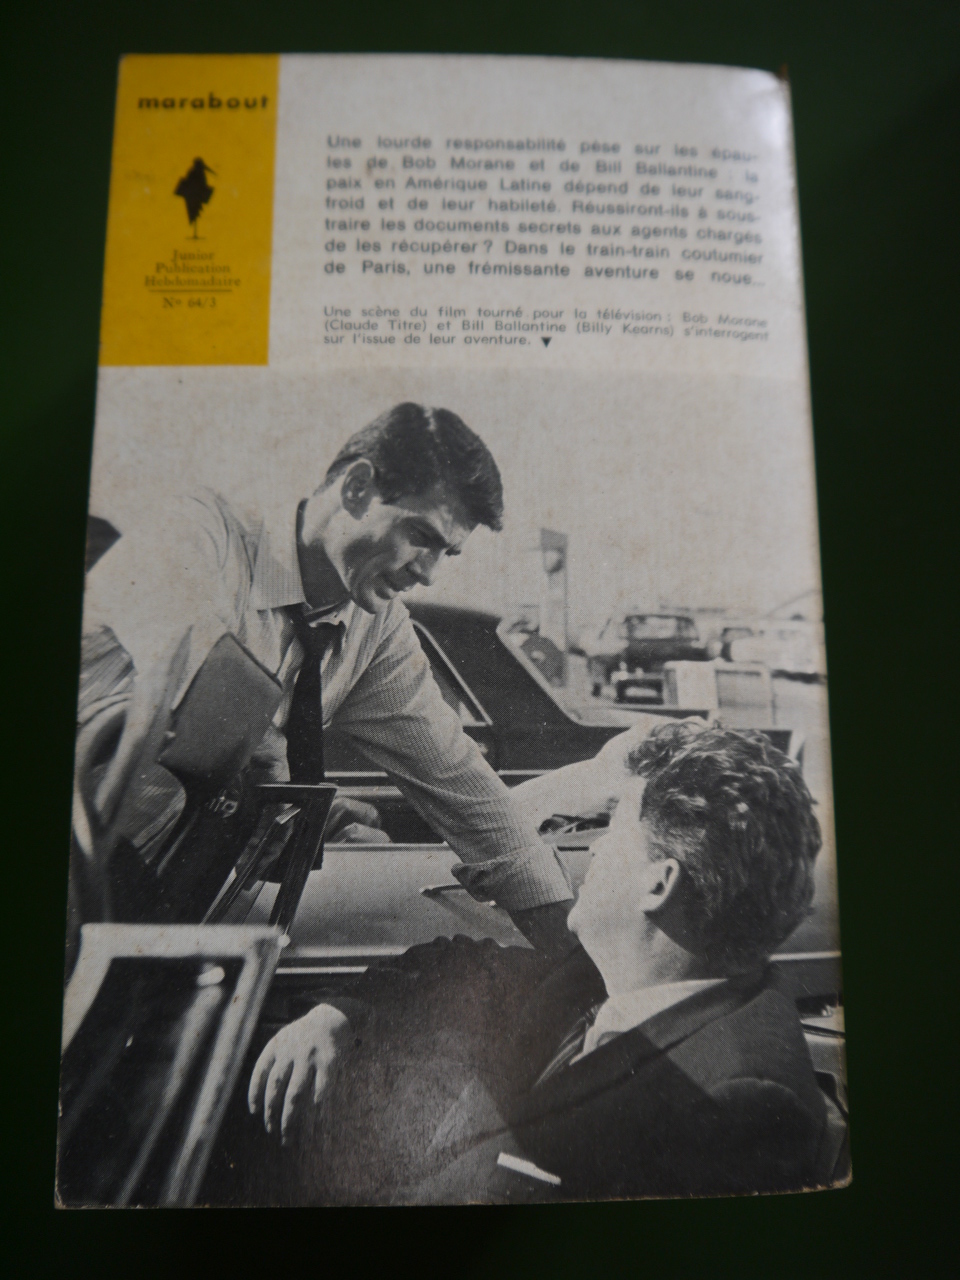 marabout
Junior
Publication
Hebdomadaire
N° 64/3
Une lourde responsabilité pèse sur les épau-
les de Bob Morane et de Bill Ballantine : la
paix en Amérique Latine dépend de leur sang-
froid et de leur habileté. Réussiront-ils à sous-
traire les documents secrets aux agents chargés
de les récupérer ? Dans le train-train coutumier
de Paris, une frémissante aventure se noue...
Une scène du film tourné pour la télévision : Bob Morane
(Claude Titre) et Bill Ballantine (Billy Kearns) s'interrogent
sur l'issue de leur aventure. ▼